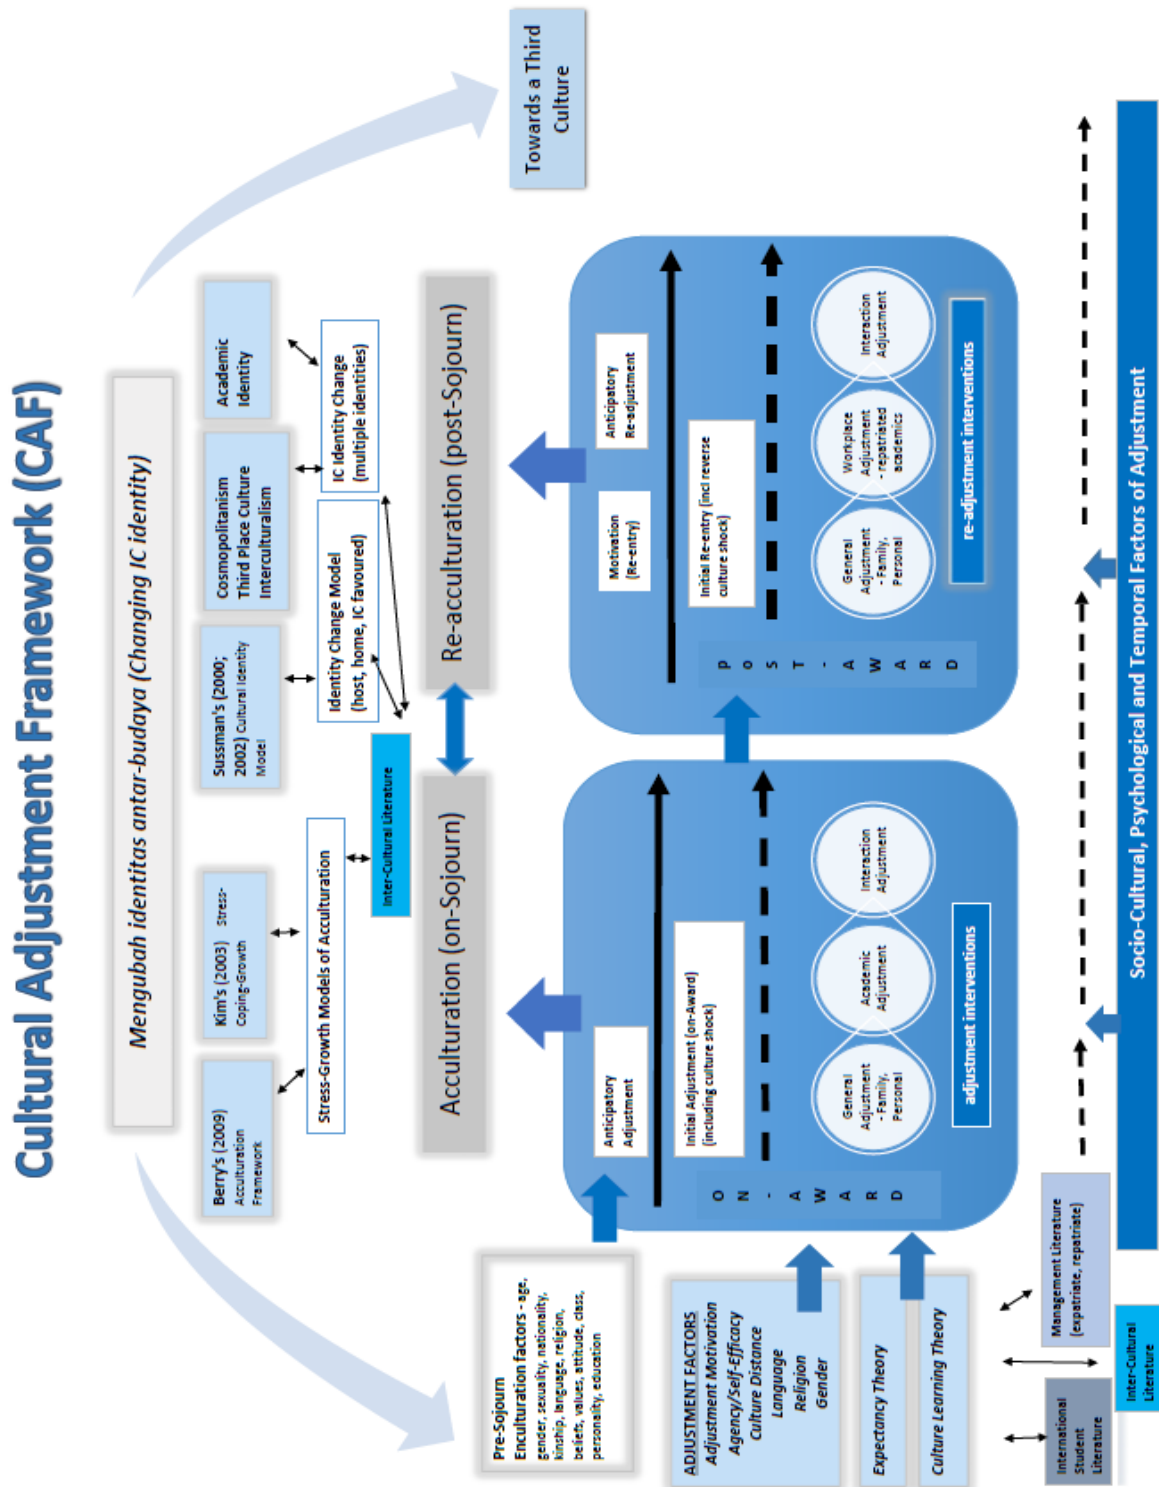 Cultural Adjustment Framework (CAF)
Mengubah identitas antar-budaya (Changing IC identity)
Berry's (2009)
Acculturation
Framework
Kim's (2003) Stress-
Coping-Growth
Sussman's (2000;
2002) Cultural Identity
Model
Cosmopolitanism
Third Place Culture
Interculturalism
Academic
Identity
Stress-Growth Models of Acculturation
Identity Change Model
(host, home, IC favoured)
IC Identity Change
(multiple identities)
Inter-Cultural Literature
Acculturation (on-Sojourn)
Re-acculturation (post-Sojourn)
Towards a Third
Culture
Pre-Sojourn
Enculturation factors - age,
gender, sexuality, nationality,
kinship, language, religion,
beliefs, values, attitude, class,
personality, education
ADJUSTMENT FACTORS
Adjustment Motivation
Agency/Self-Efficacy
Culture Distance
Language
Religion
Gender
Expectancy Theory
Culture Learning Theory
Anticipatory
Adjustment
Initial Adjustment (on-Award)
(including culture shock)
O N - A W A R D
General
Adjustment
- Family,
Personal
Academic
Adjustment
Interaction
Adjustment
adjustment interventions
Motivation
(Re-entry)
Anticipatory
Re-adjustment
Initial Re-entry (incl reverse
culture shock)
P o S T - A W A R D
General
Adjustment
- Family,
Personal
Workplace
Adjustment
- repatriated
academics
Interaction
Adjustment
re-adjustment interventions
International
Student
Literature
Management Literature
(expatriate, repatriate)
Inter-Cultural
Literature
Socio-Cultural, Psychological and Temporal Factors of Adjustment